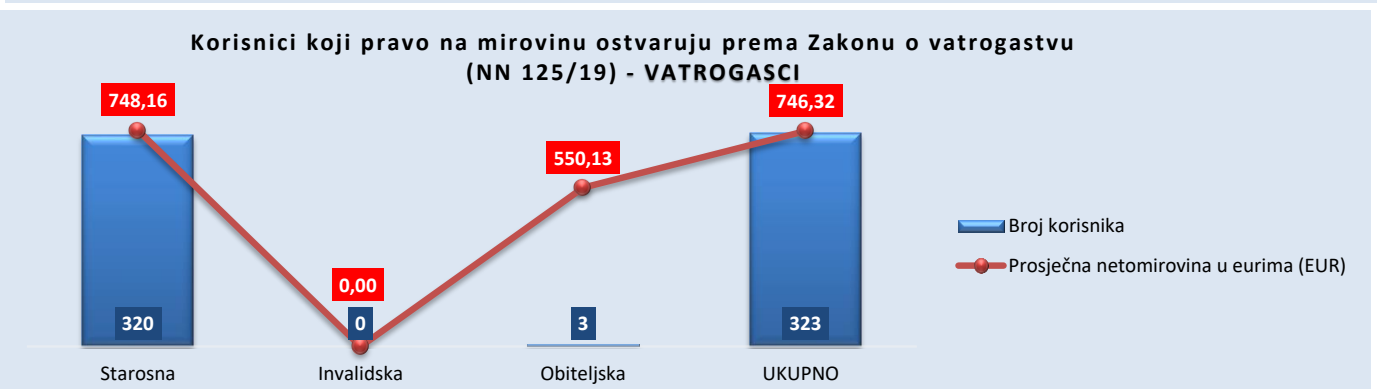 Korisnici koji pravo na mirovinu ostvaruju prema Zakonu o vatrogastvu
(NN 125/19) - VATROGASCI
748,16
746,32
550,13
0,00
320
0
3
323
Broj korisnika
Prosječna netomirovina u eurima (EUR)
Starosna
Invalidska
Obiteljska
UKUPNO